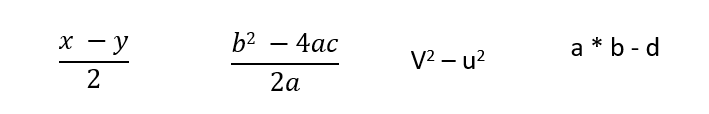 x − y / 2
b² − 4ac / 2a
V² – u²
a * b - d